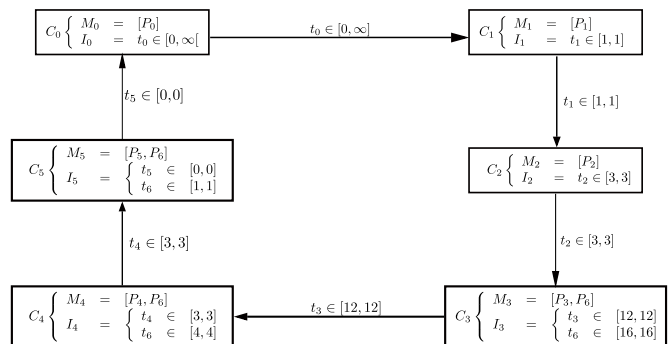 C₀ { M₀ = [P₀]
I₀ = t₀ ∈ [0, ∞[
t₀ ∈ [0, ∞]
C₁ { M₁ = [P₁]
I₁ = t₁ ∈ [1, 1]
t₅ ∈ [0, 0]
t₁ ∈ [1, 1]
C₅ { M₅ = [P₅, P₆]
I₅ = { t₅ ∈ [0, 0]
t₆ ∈ [1, 1]
C₂ { M₂ = [P₂]
I₂ = t₂ ∈ [3, 3]
t₄ ∈ [3, 3]
t₂ ∈ [3, 3]
C₄ { M₄ = [P₄, P₆]
I₄ = { t₄ ∈ [3, 3]
t₆ ∈ [4, 4]
t₃ ∈ [12, 12]
C₃ { M₃ = [P₃, P₆]
I₃ = { t₃ ∈ [12, 12]
t₆ ∈ [16, 16]